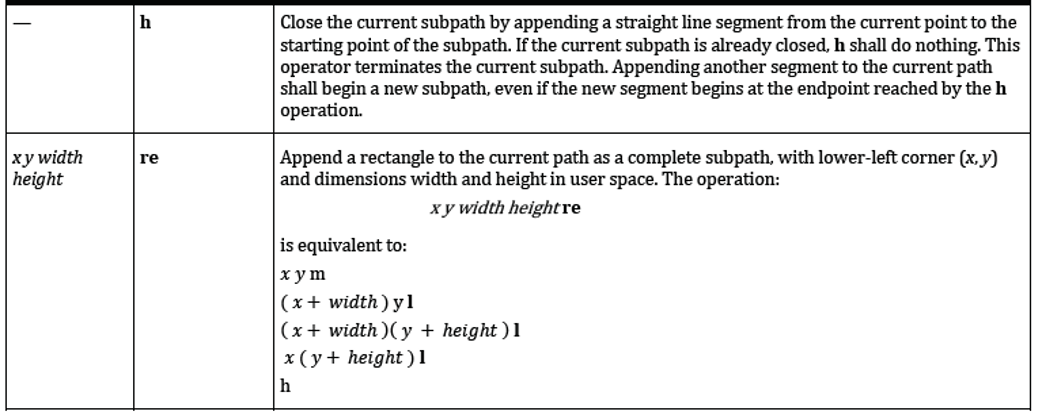 — h Close the current subpath by appending a straight line segment from the current point to the
starting point of the subpath. If the current subpath is already closed, h shall do nothing. This
operator terminates the current subpath. Appending another segment to the current path
shall begin a new subpath, even if the new segment begins at the endpoint reached by the h
operation.
x y width re Append a rectangle to the current path as a complete subpath, with lower-left corner (x, y)
height and dimensions width and height in user space. The operation:
x y width height re
is equivalent to:
x y m
( x + width ) y l
( x + width )( y + height ) l
x ( y + height ) l
h